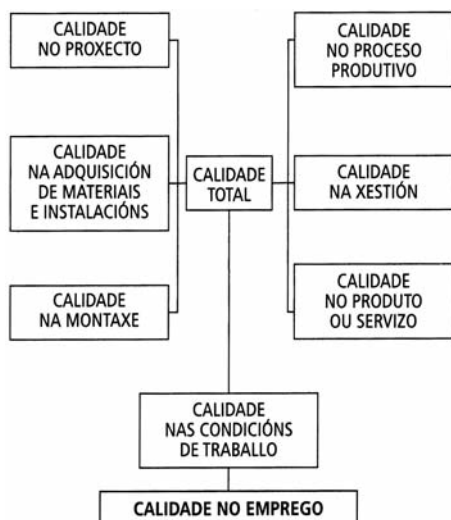 CALIDADE
NO PROXECTO
CALIDADE
NA ADQUISICIÓN
DE MATERIAIS
E INSTALACIÓNS
CALIDADE
NA MONTAXE
CALIDADE
TOTAL
CALIDADE
NO PROCESO
PRODUTIVO
CALIDADE
NA XESTIÓN
CALIDADE
NO PRODUTO
OU SERVIZO
CALIDADE
NAS CONDICIÓNS
DE TRABALLO
CALIDADE NO EMPREGO